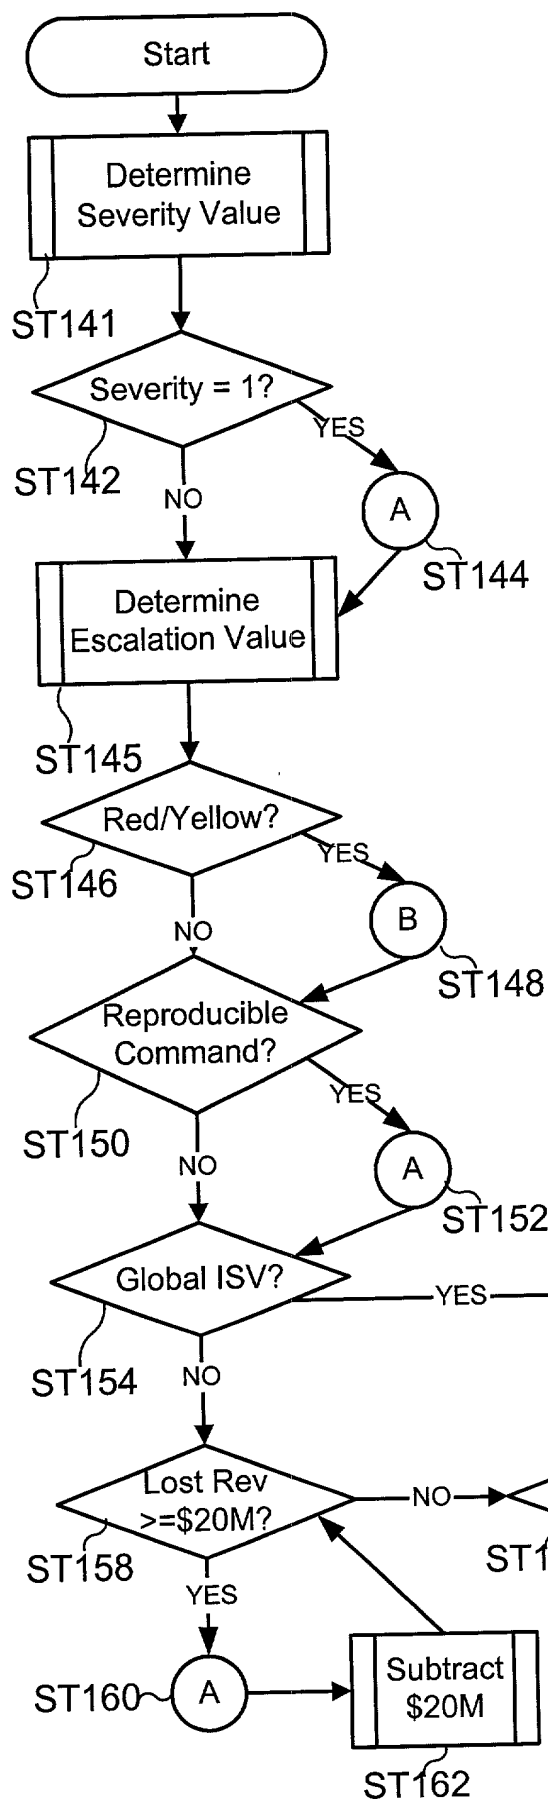 Start
Determine
Severity Value
ST141
Severity = 1?
YES
ST142
NO
A
ST144
Determine
Escalation Value
ST145
Red/Yellow?
YES
ST146
NO
B
ST148
Reproducible
Command?
YES
ST150
NO
A
ST152
Global ISV?
YES
ST154
NO
Lost Rev
>=$20M?
NO
ST158
YES
ST160
A
Subtract
$20M
ST162